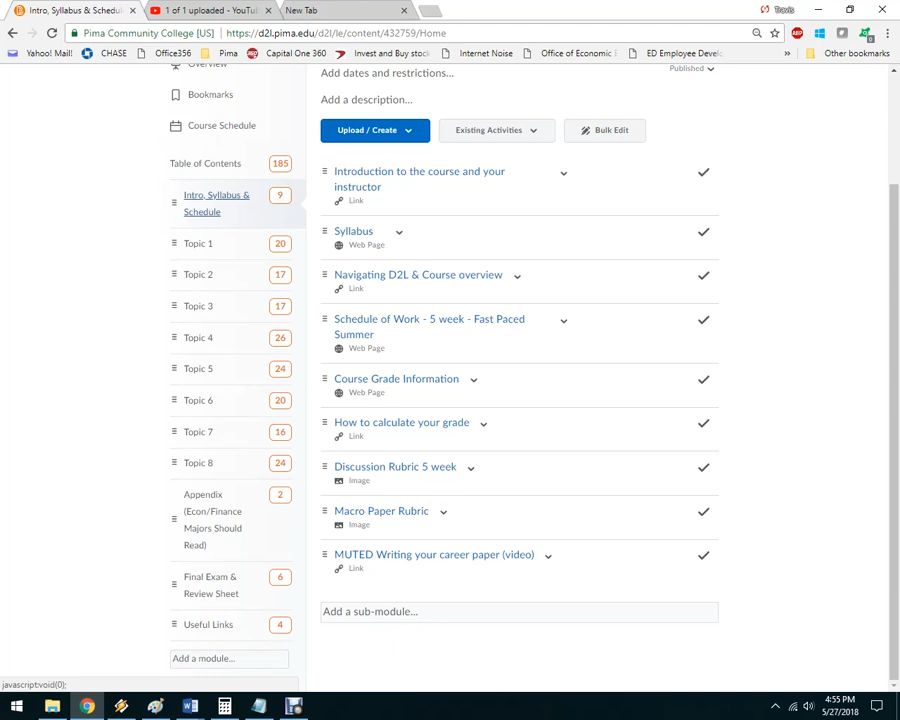 Intro, Syllabus & Schedule
1 of 1 uploaded - YouTu
New Tab
Travis
Pima Community College [US]
https://d2l.pima.edu/d2l/le/content/432759/Home
Yahoo! Mail!
CHASE
Office356
Pima
Capital One 360
Invest and Buy stock
Internet Noise
Office of Economic
ED Employee Devel
»
Other bookmarks
Overview
Bookmarks
Course Schedule
Table of Contents 185
Intro, Syllabus & 9
Schedule
Topic 1 20
Topic 2 17
Topic 3 17
Topic 4 26
Topic 5 24
Topic 6 20
Topic 7 16
Topic 8 24
Appendix 2
(Econ/Finance
Majors Should
Read)
Final Exam & 6
Review Sheet
Useful Links 4
Add a module...
Add dates and restrictions...
Published
Add a description...
Upload / Create
Existing Activities
Bulk Edit
Introduction to the course and your
instructor
Link
Syllabus
Web Page
Navigating D2L & Course overview
Link
Schedule of Work - 5 week - Fast Paced
Summer
Web Page
Course Grade Information
Web Page
How to calculate your grade
Link
Discussion Rubric 5 week
Image
Macro Paper Rubric
Image
MUTED Writing your career paper (video)
Link
Add a sub-module...
javascript:void(0);
4:55 PM
5/27/2018